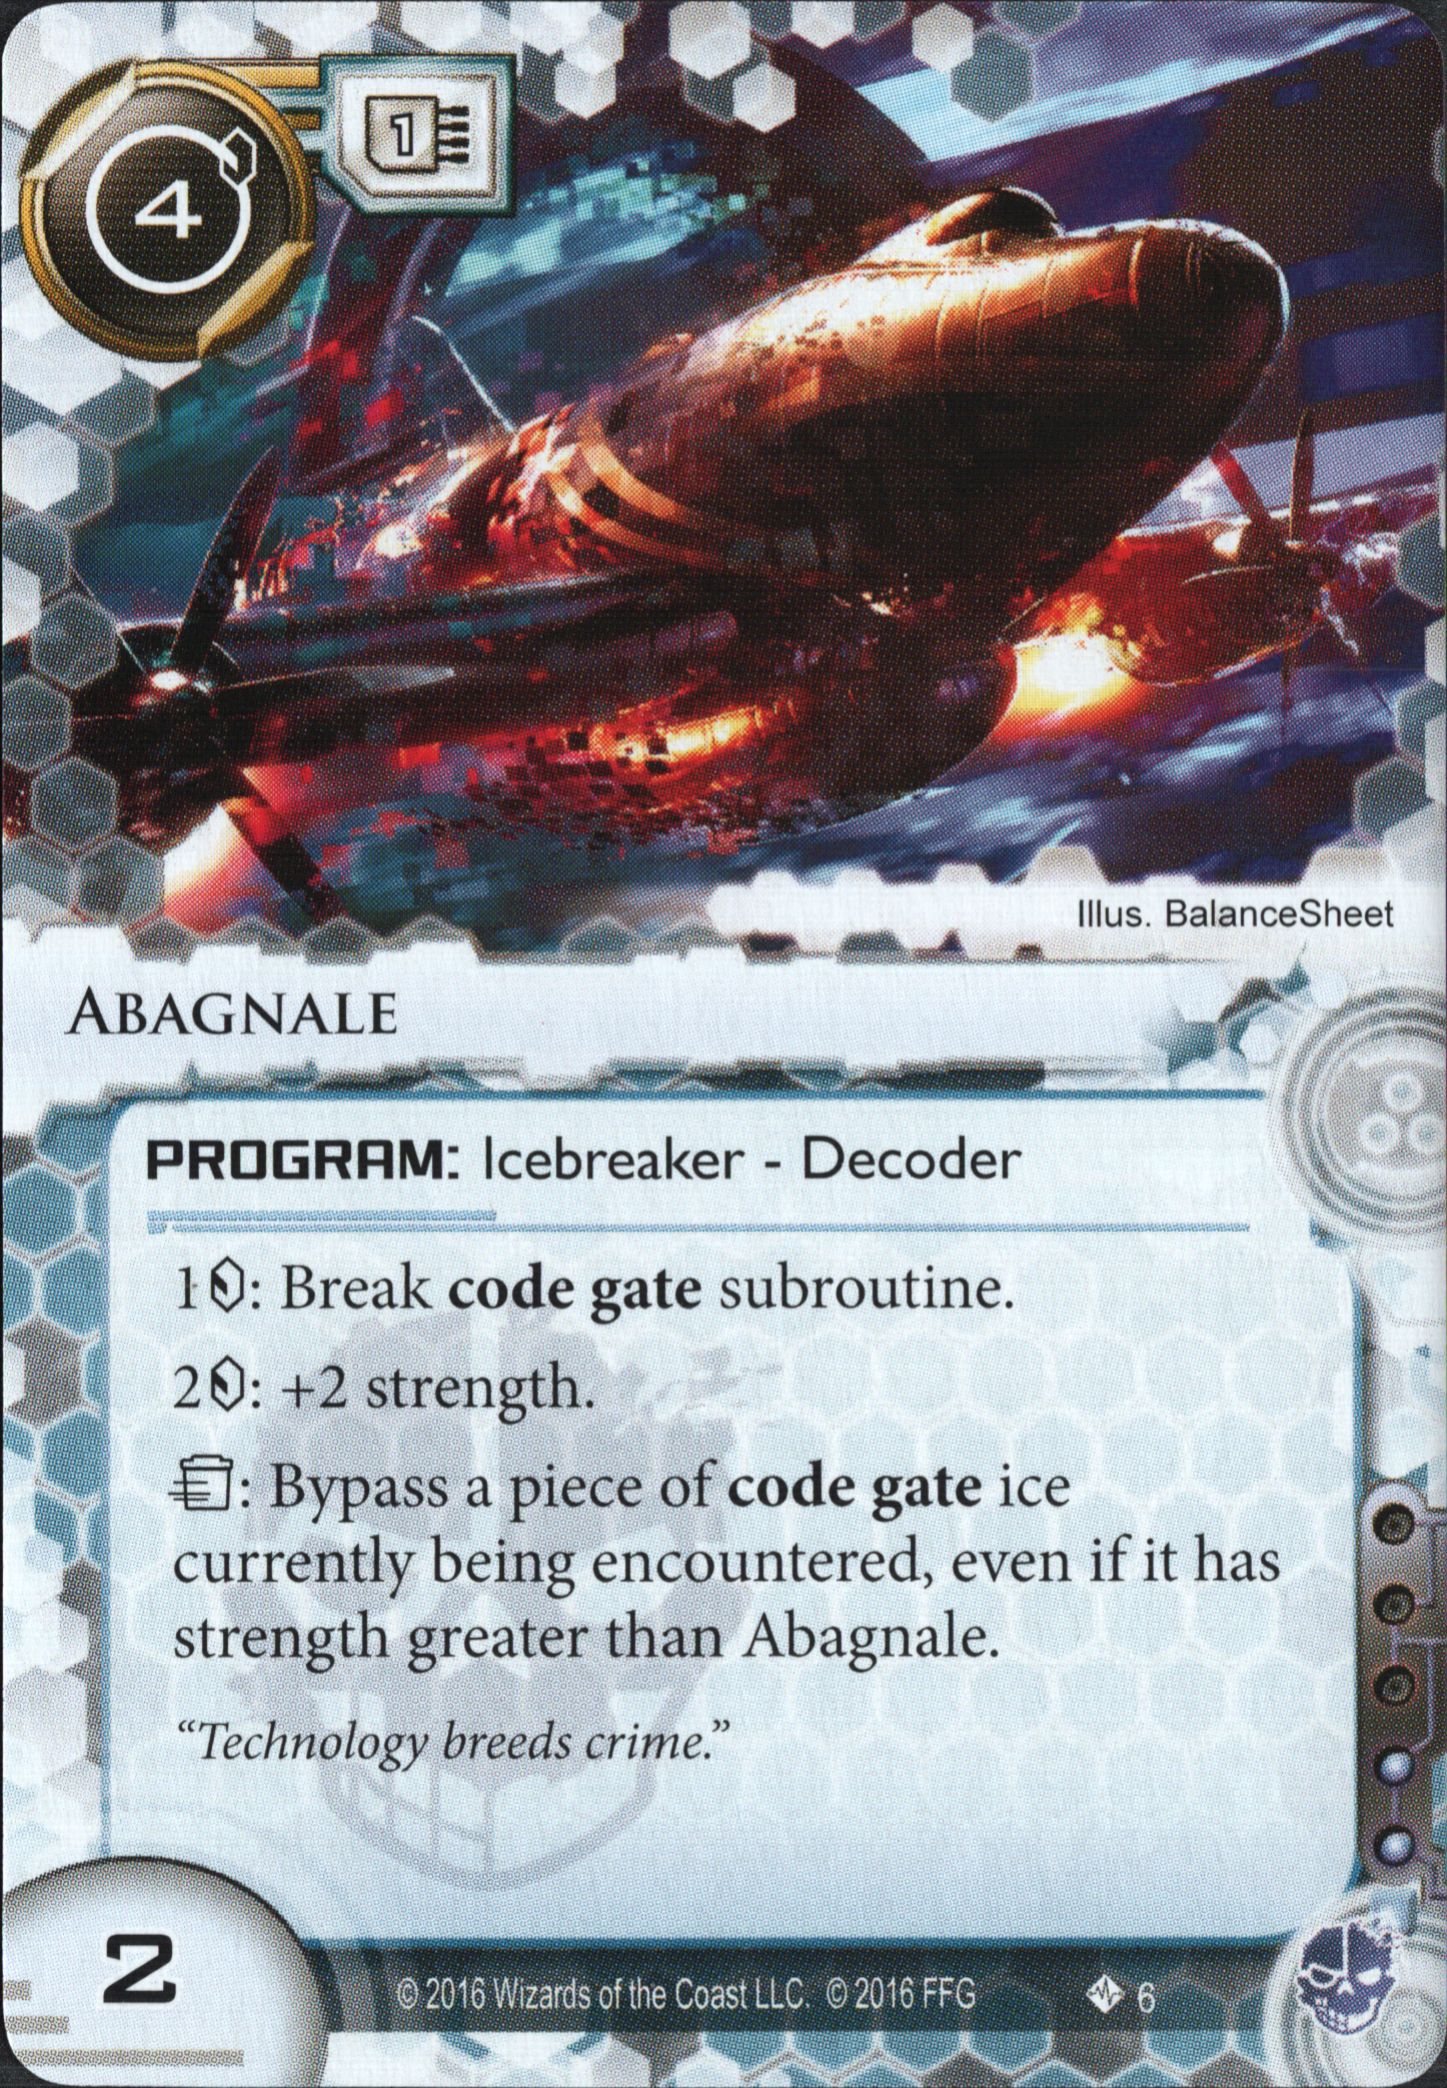 4
1
Illus. BalanceSheet
ABAGNALE
PROGRAM: Icebreaker - Decoder
1: Break code gate subroutine.
2: +2 strength.
: Bypass a piece of code gate ice
currently being encountered, even if it has
strength greater than Abagnale.
“Technology breeds crime.”
2
© 2016 Wizards of the Coast LLC. © 2016 FFG
6